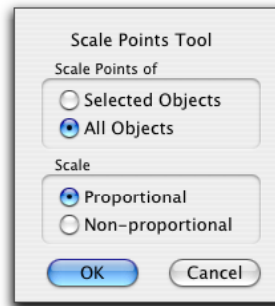 Scale Points Tool
Scale Points of
Selected Objects
All Objects
Scale
Proportional
Non-proportional
OK Cancel